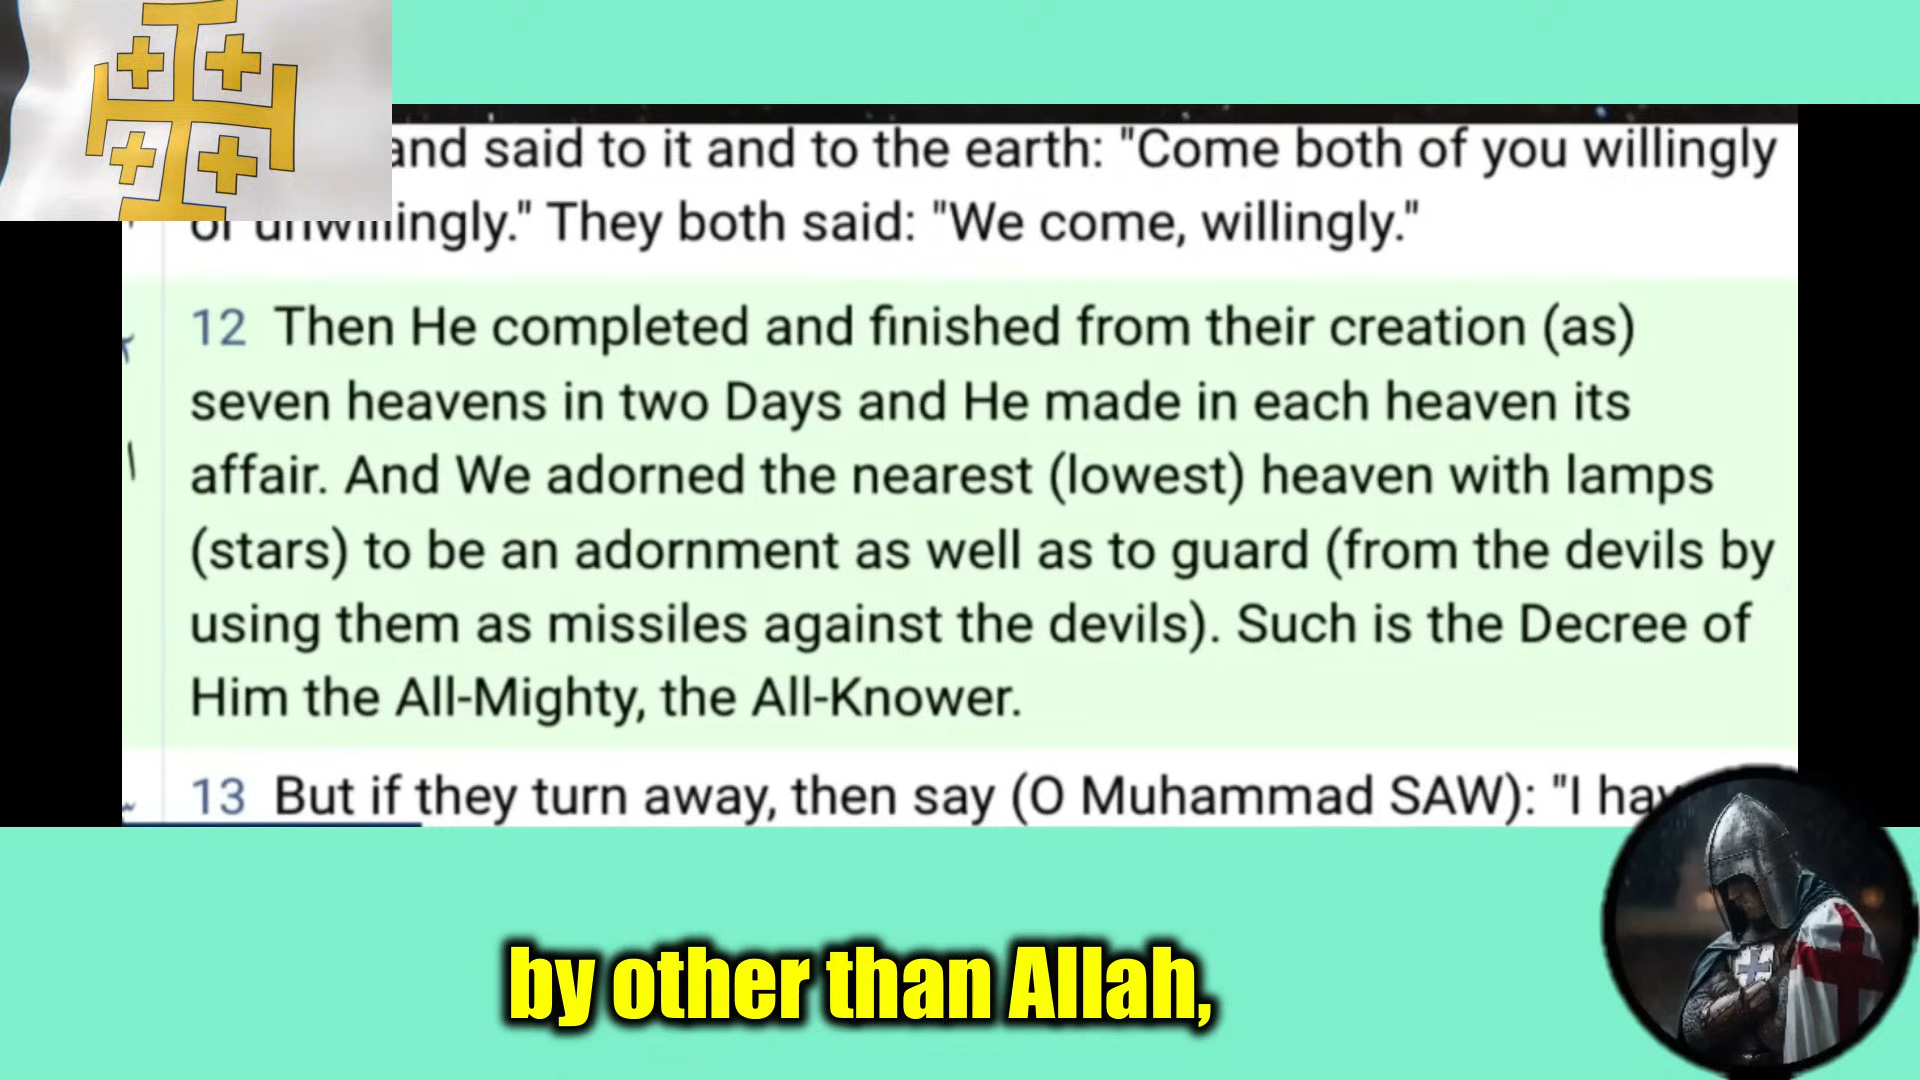 and said to it and to the earth: "Come both of you willingly
or unwillingly." They both said: "We come, willingly."
12 Then He completed and finished from their creation (as)
seven heavens in two Days and He made in each heaven its
affair. And We adorned the nearest (lowest) heaven with lamps
(stars) to be an adornment as well as to guard (from the devils by
using them as missiles against the devils). Such is the Decree of
Him the All-Mighty, the All-Knower.
13 But if they turn away, then say (O Muhammad SAW): "I hav
by other than Allah,